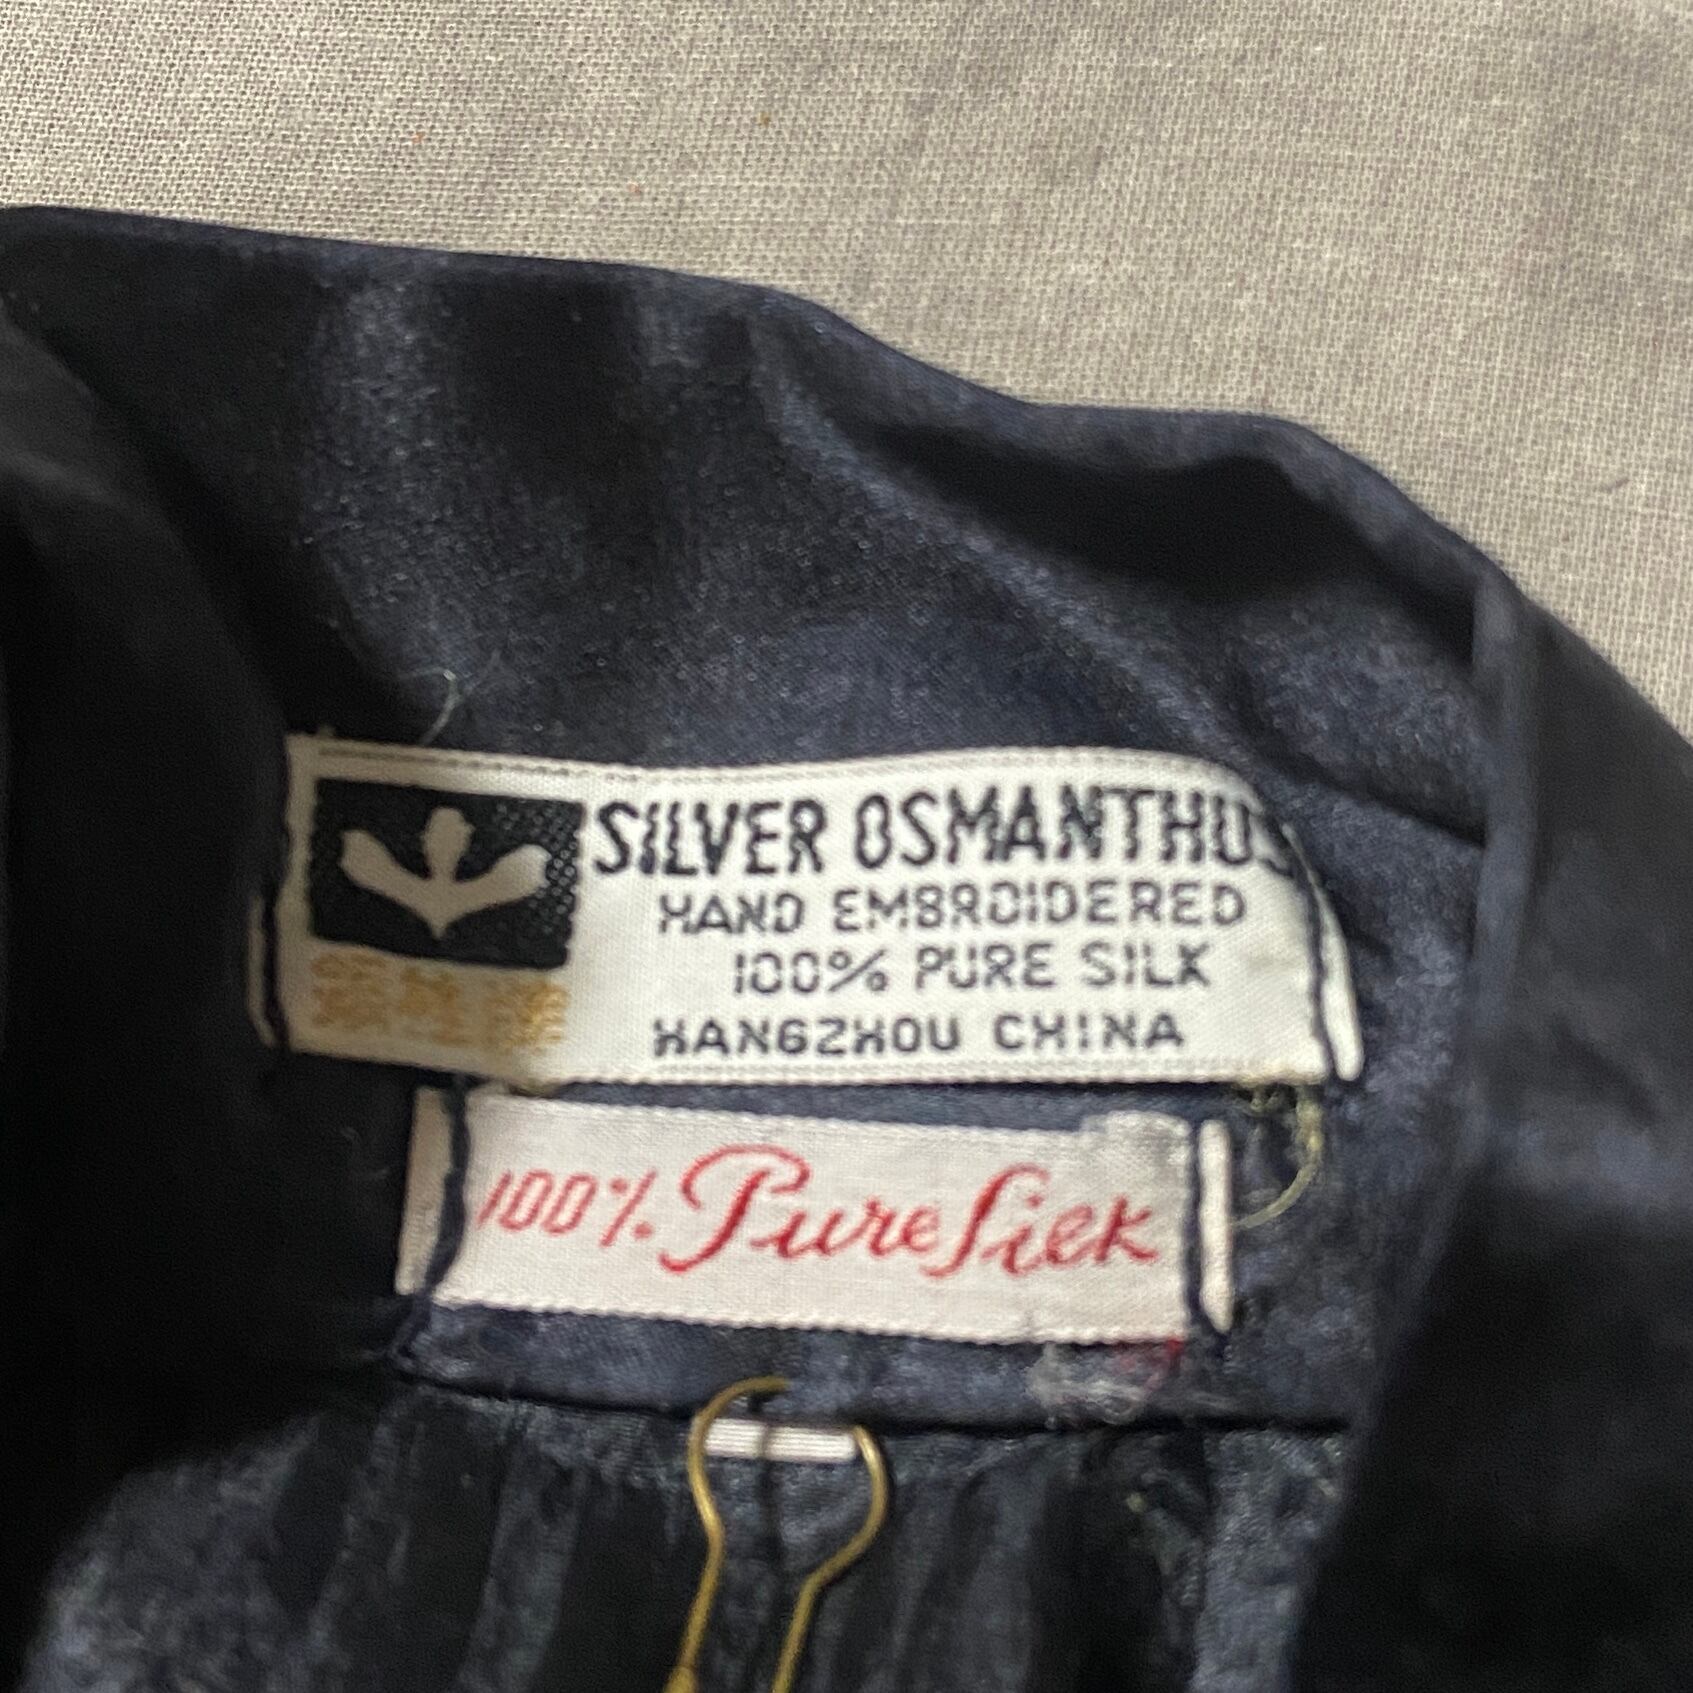 SILVER OSMANTHUS
HAND EMBROIDERED
100% PURE SILK
HANGZHOU CHINA
100% Pure Silk